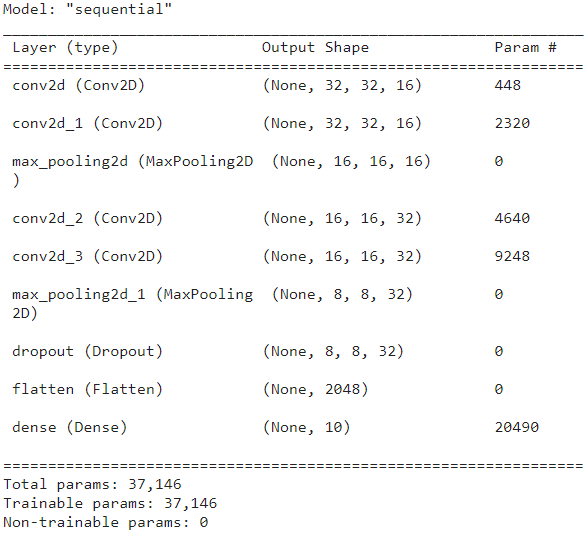 Model: "sequential"
_________________________________________________________________
Layer (type) Output Shape Param #
=================================================================
conv2d (Conv2D) (None, 32, 32, 16) 448
conv2d_1 (Conv2D) (None, 32, 32, 16) 2320
max_pooling2d (MaxPooling2D (None, 16, 16, 16) 0
)
conv2d_2 (Conv2D) (None, 16, 16, 32) 4640
conv2d_3 (Conv2D) (None, 16, 16, 32) 9248
max_pooling2d_1 (MaxPooling (None, 8, 8, 32) 0
2D)
dropout (Dropout) (None, 8, 8, 32) 0
flatten (Flatten) (None, 2048) 0
dense (Dense) (None, 10) 20490
=================================================================
Total params: 37,146
Trainable params: 37,146
Non-trainable params: 0